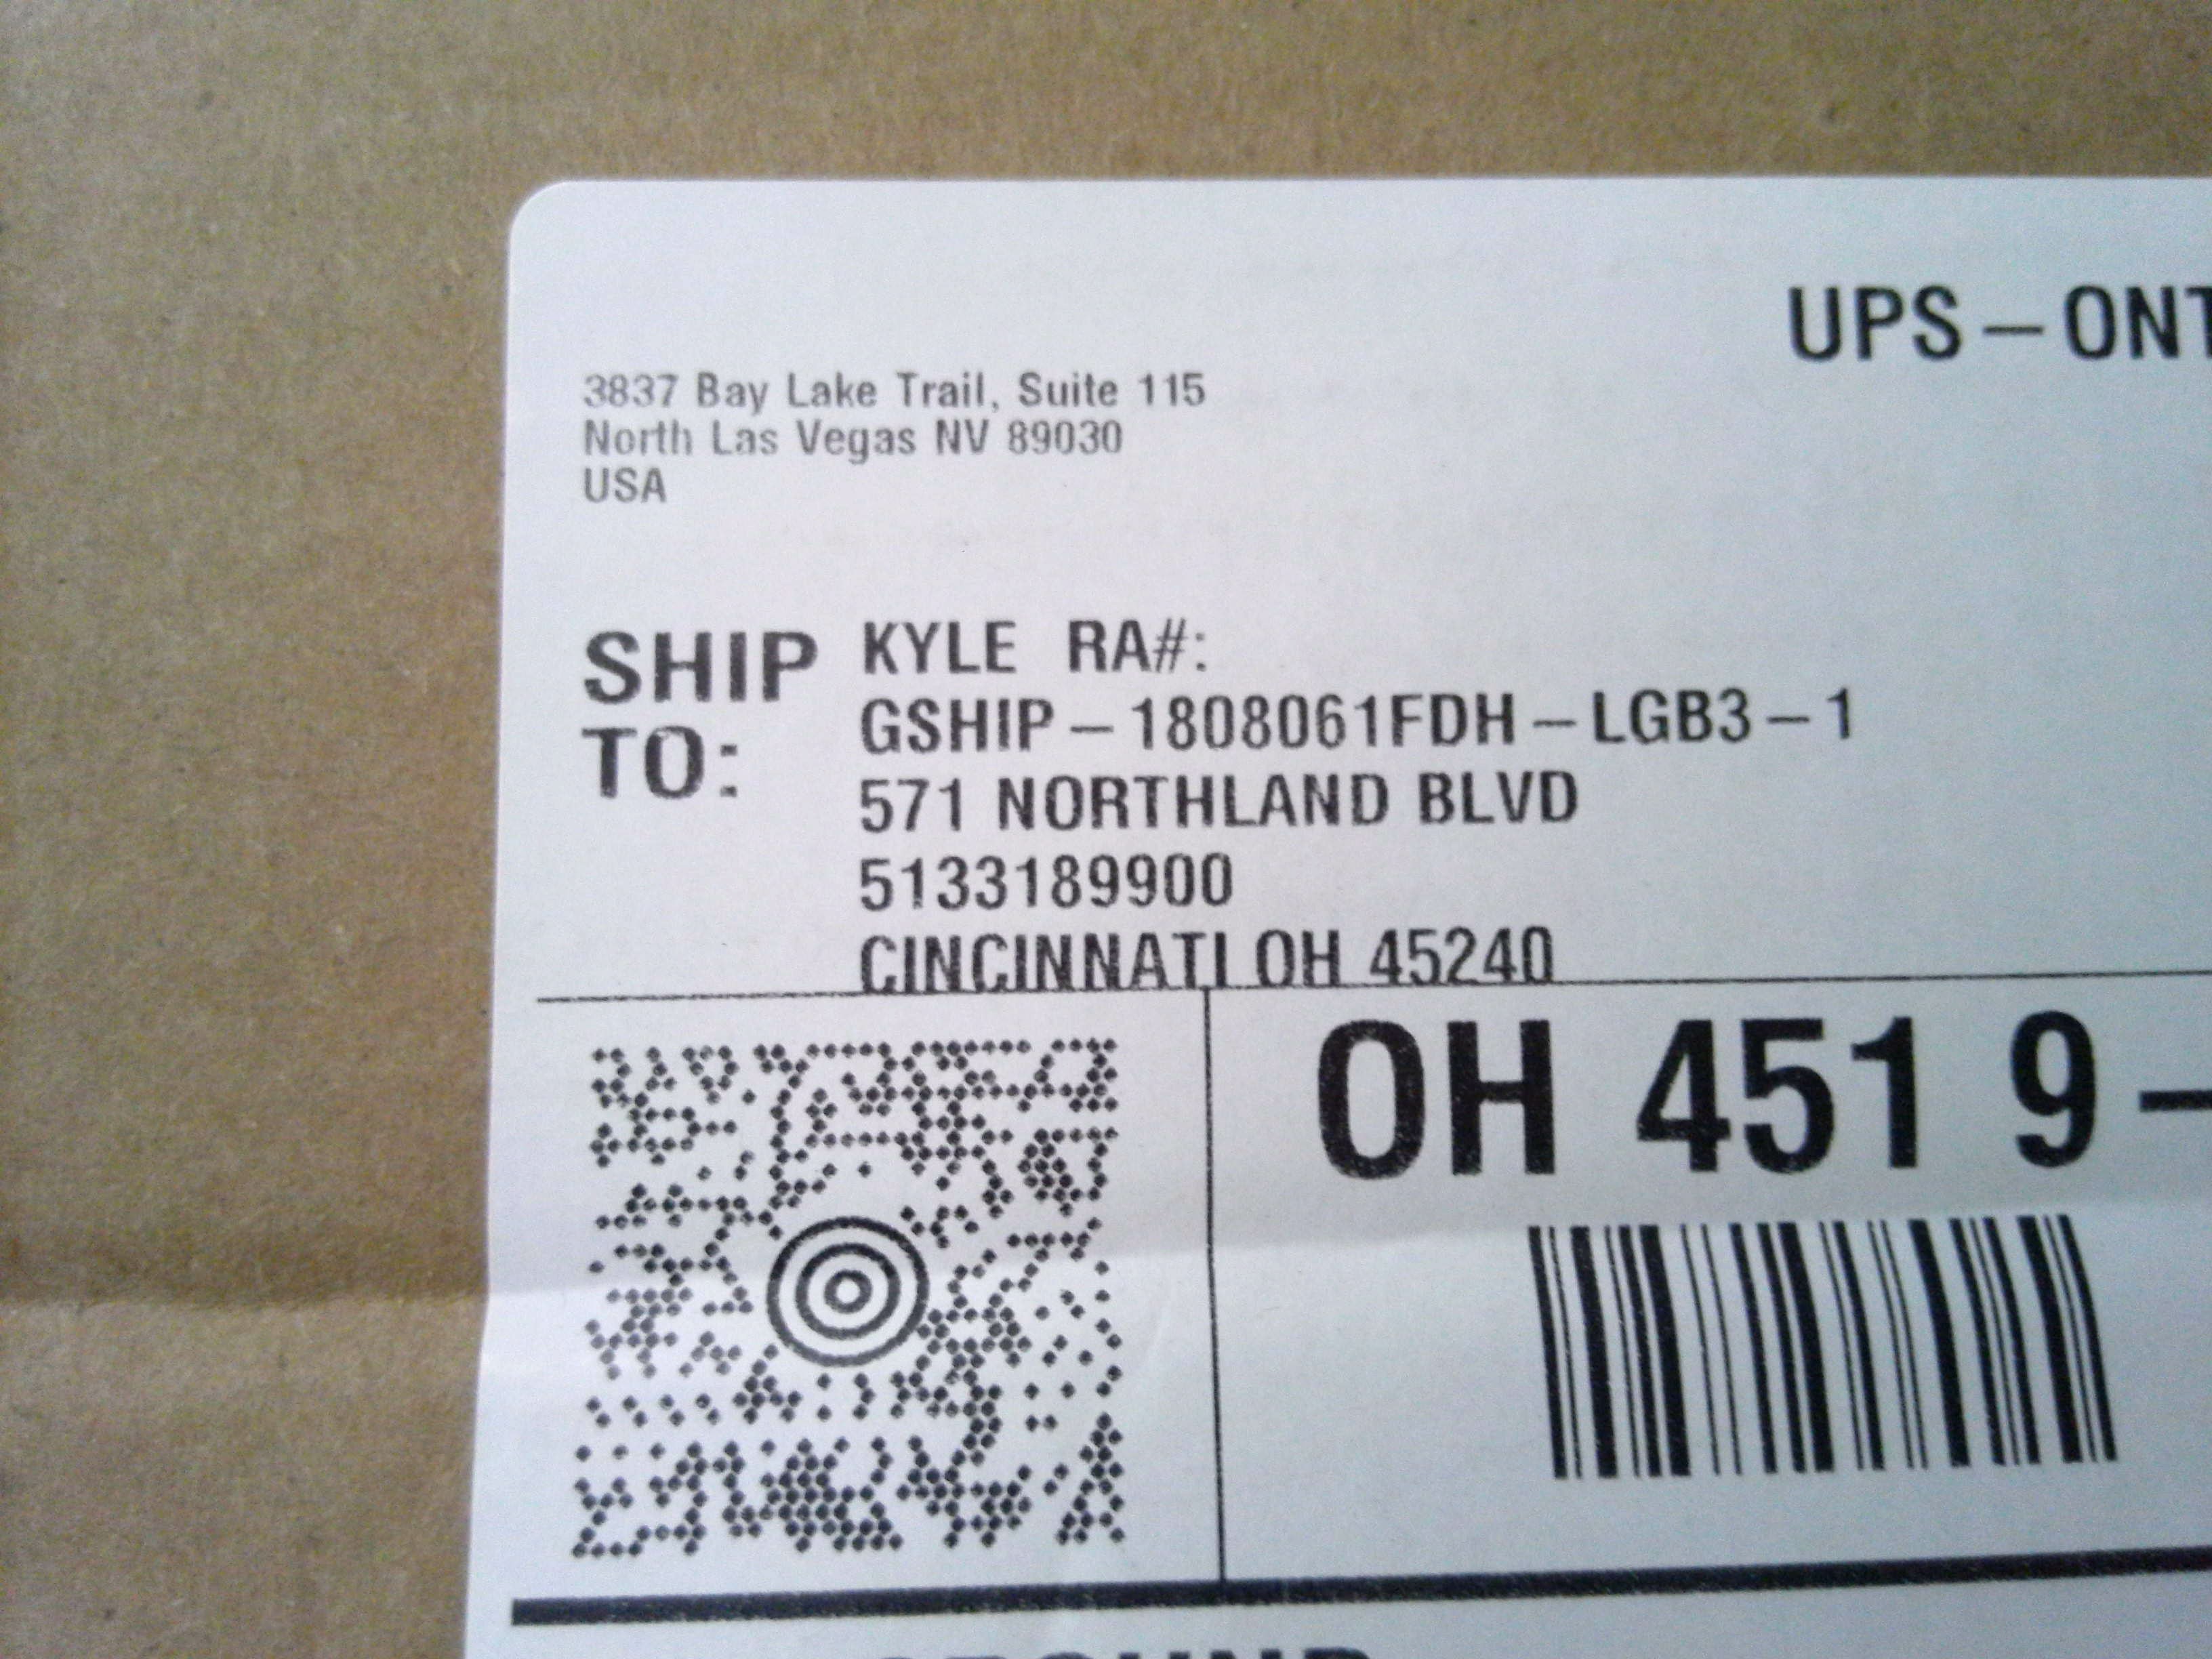 UPS – ONT
3837 Bay Lake Trail, Suite 115
North Las Vegas NV 89030
USA
SHIP TO:
KYLE RA#:
GSHIP – 1808061FDH – LGB3 – 1
571 NORTHLAND BLVD
5133189900
CINCINNATI OH 45240
OH 451 9 –